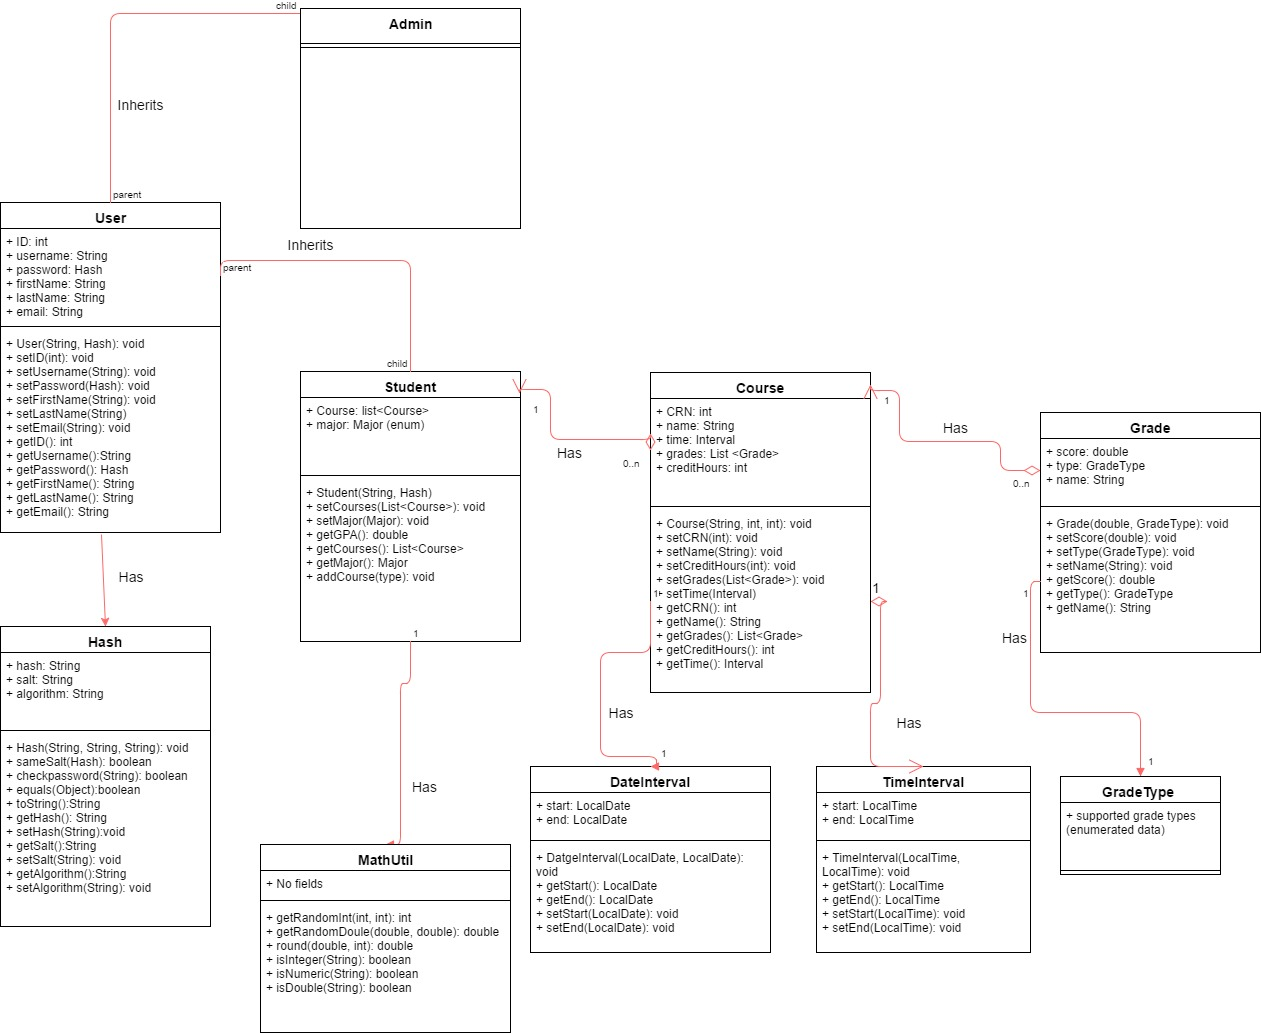 child
Admin
Inherits
parent
User
+ ID: int
+ username: String
+ password: Hash
+ firstName: String
+ lastName: String
+ email: String
+ User(String, Hash): void
+ setID(int): void
+ setUsername(String): void
+ setPassword(Hash): void
+ setFirstName(String): void
+ setLastName(String)
+ setEmail(String): void
+ getID(): int
+ getUsername():String
+ getPassword(): Hash
+ getFirstName(): String
+ getLastName(): String
+ getEmail(): String
Inherits
parent
child
Student
+ Course: list<Course>
+ major: Major (enum)
+ Student(String, Hash)
+ setCourses(List<Course>): void
+ setMajor(Major): void
+ getGPA(): double
+ getCourses(): List<Course>
+ getMajor(): Major
+ addCourse(type): void
1
1
Has
0..n
Course
+ CRN: int
+ name: String
+ time: Interval
+ grades: List <Grade>
+ creditHours: int
+ Course(String, int, int): void
+ setCRN(int): void
+ setName(String): void
+ setCreditHours(int): void
+ setGrades(List<Grade>): void
+ setTime(Interval)
+ getCRN(): int
+ getName(): String
+ getGrades(): List<Grade>
+ getCreditHours(): int
+ getTime(): Interval
1
1
1
Has
0..n
Grade
+ score: double
+ type: GradeType
+ name: String
+ Grade(double, GradeType): void
+ setScore(double): void
+ setType(GradeType): void
+ setName(String): void
+ getScore(): double
+ getType(): GradeType
+ getName(): String
1
Has
Has
Hash
+ hash: String
+ salt: String
+ algorithm: String
+ Hash(String, String, String): void
+ sameSalt(Hash): boolean
+ checkpassword(String): boolean
+ equals(Object):boolean
+ toString():String
+ getHash(): String
+ setHash(String):void
+ getSalt():String
+ setSalt(String): void
+ getAlgorithm():String
+ setAlgorithm(String): void
Has
MathUtil
+ No fields
+ getRandomInt(int, int): int
+ getRandomDoule(double, double): double
+ round(double, int): double
+ isInteger(String): boolean
+ isNumeric(String): boolean
+ isDouble(String): boolean
Has
1
DateInterval
+ start: LocalDate
+ end: LocalDate
+ DatgeInterval(LocalDate, LocalDate):
void
+ getStart(): LocalDate
+ getEnd(): LocalDate
+ setStart(LocalDate): void
+ setEnd(LocalDate): void
Has
TimeInterval
+ start: LocalTime
+ end: LocalTime
+ TimeInterval(LocalTime,
LocalTime): void
+ getStart(): LocalTime
+ getEnd(): LocalTime
+ setStart(LocalTime): void
+ setEnd(LocalTime): void
1
GradeType
+ supported grade types
(enumerated data)